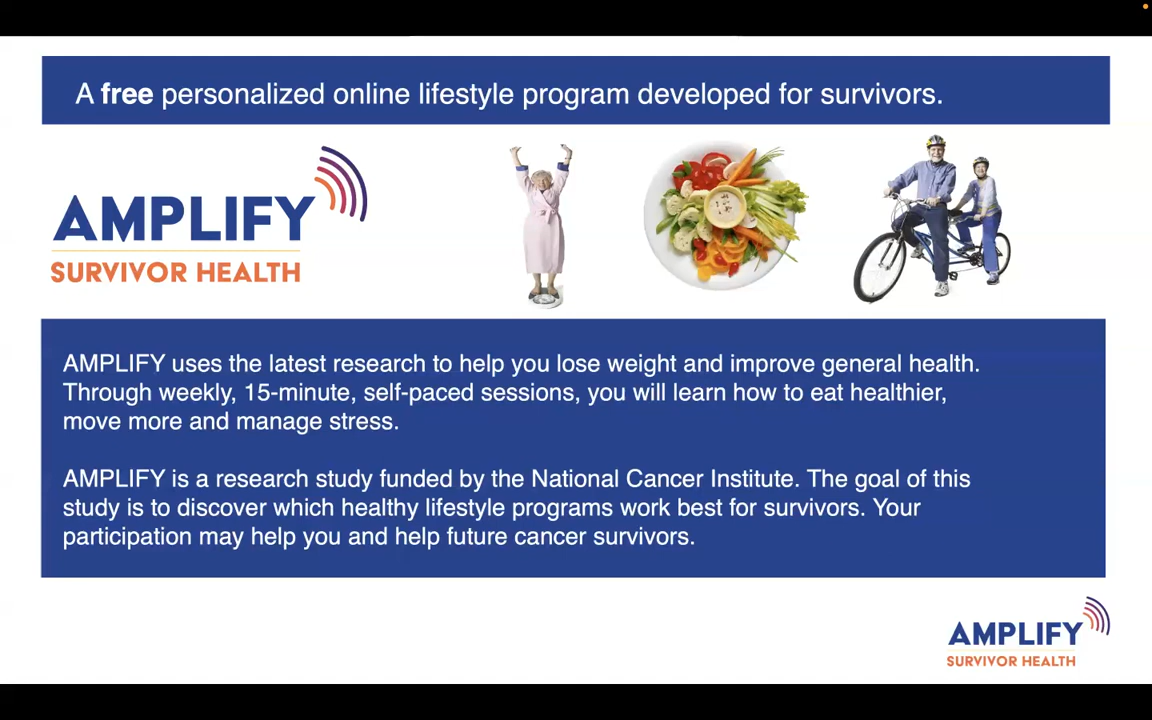 A free personalized online lifestyle program developed for survivors.
AMPLIFY
SURVIVOR HEALTH
AMPLIFY uses the latest research to help you lose weight and improve general health.
Through weekly, 15-minute, self-paced sessions, you will learn how to eat healthier,
move more and manage stress.
AMPLIFY is a research study funded by the National Cancer Institute. The goal of this
study is to discover which healthy lifestyle programs work best for survivors. Your
participation may help you and help future cancer survivors.
AMPLIFY
SURVIVOR HEALTH